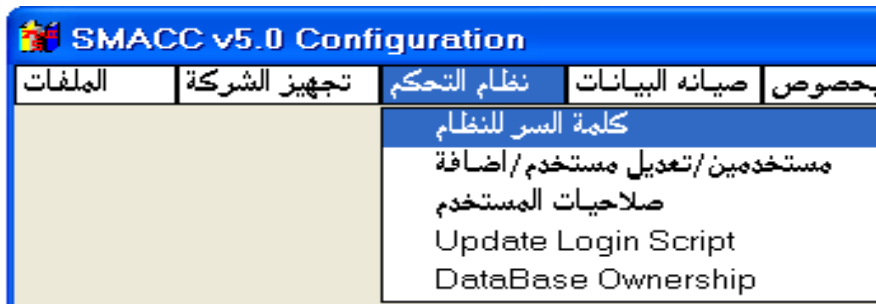 SMACC v5.0 Configuration
الملفات تجهيز الشركة نظام التحكم صيانه البيانات بخصوص
كلمة السر للنظام
مستخدمين/تعديل مستخدم/اضافة
صلاحيات المستخدم
Update Login Script
DataBase Ownership